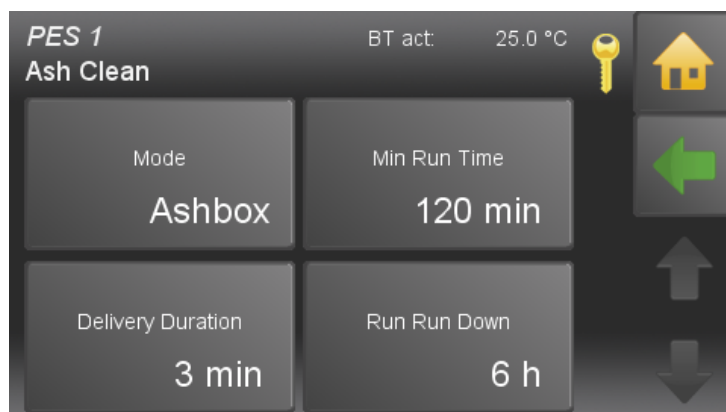 PES 1 BT act: 25.0 °C
Ash Clean
Mode
Ashbox
Min Run Time
120 min
Delivery Duration
3 min
Run Run Down
6 h